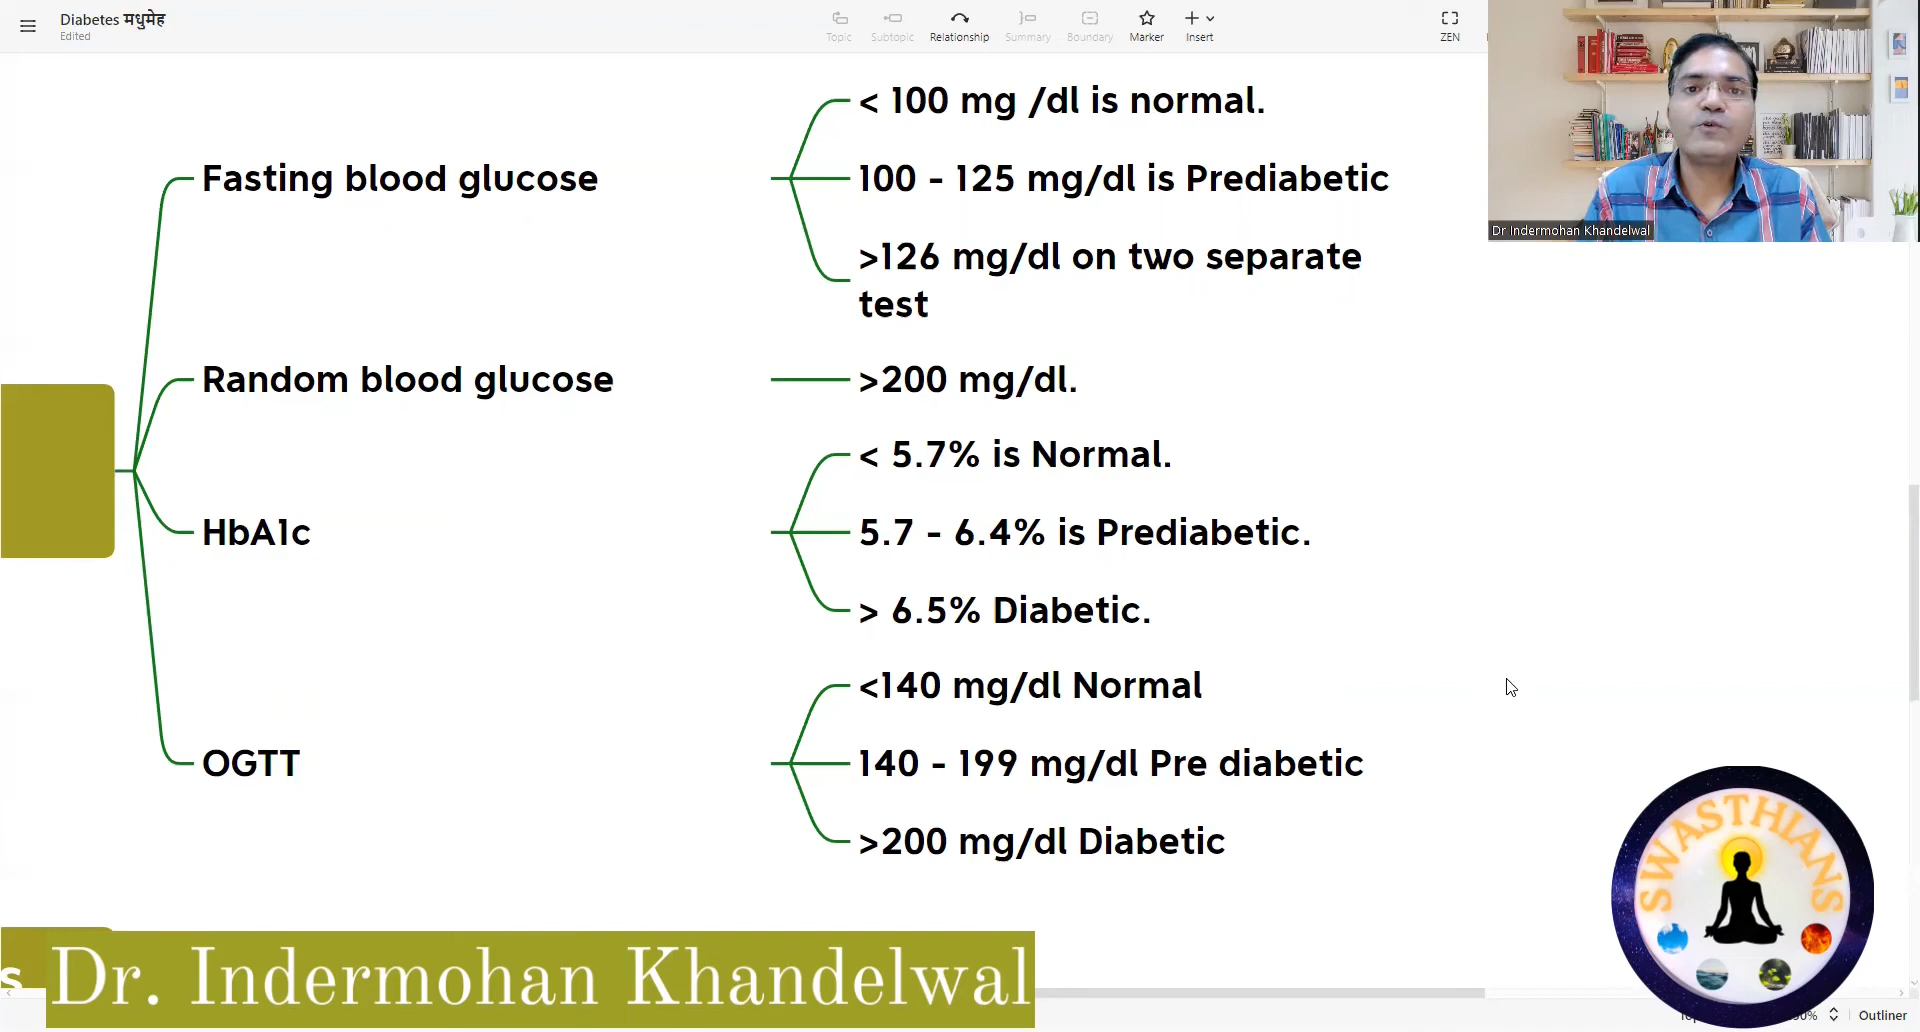 Diabetes मधुमेह
Edited
Topic
Subtopic
Relationship
Summary
Boundary
Marker
Insert
ZEN
Dr Indermohan Khandelwal
Fasting blood glucose
< 100 mg /dl is normal.
100 - 125 mg/dl is Prediabetic
>126 mg/dl on two separate
test
Random blood glucose
>200 mg/dl.
HbA1c
< 5.7% is Normal.
5.7 - 6.4% is Prediabetic.
> 6.5% Diabetic.
OGTT
<140 mg/dl Normal
140 - 199 mg/dl Pre diabetic
>200 mg/dl Diabetic
SWASTHIANS
s
Dr. Indermohan Khandelwal
Outliner